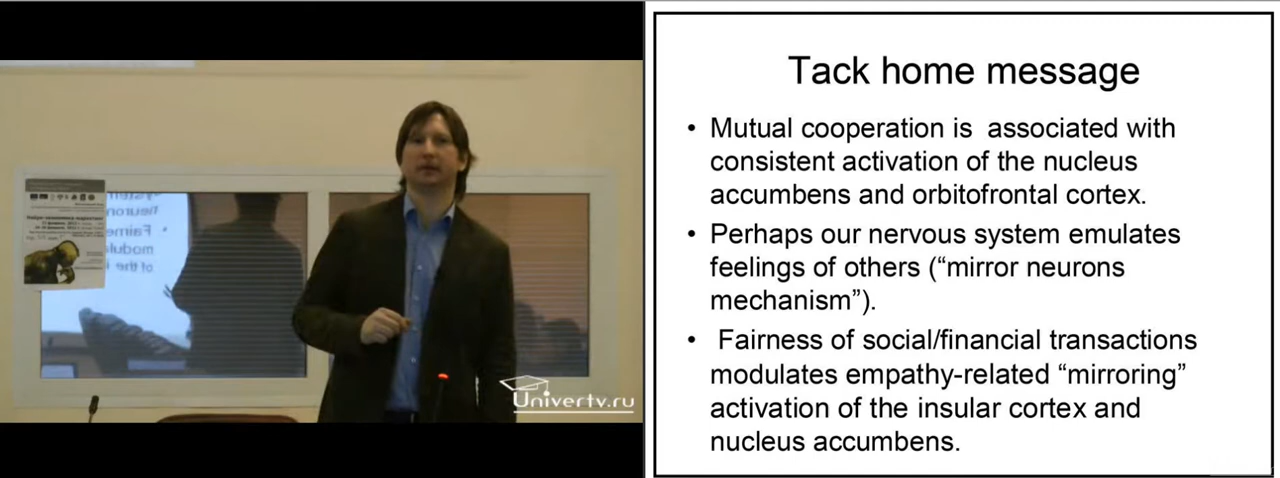 Tack home message
• Mutual cooperation is associated with
consistent activation of the nucleus
accumbens and orbitofrontal cortex.
• Perhaps our nervous system emulates
feelings of others (“mirror neurons
mechanism”).
• Fairness of social/financial transactions
modulates empathy-related “mirroring”
activation of the insular cortex and
nucleus accumbens.
Univertv.ru